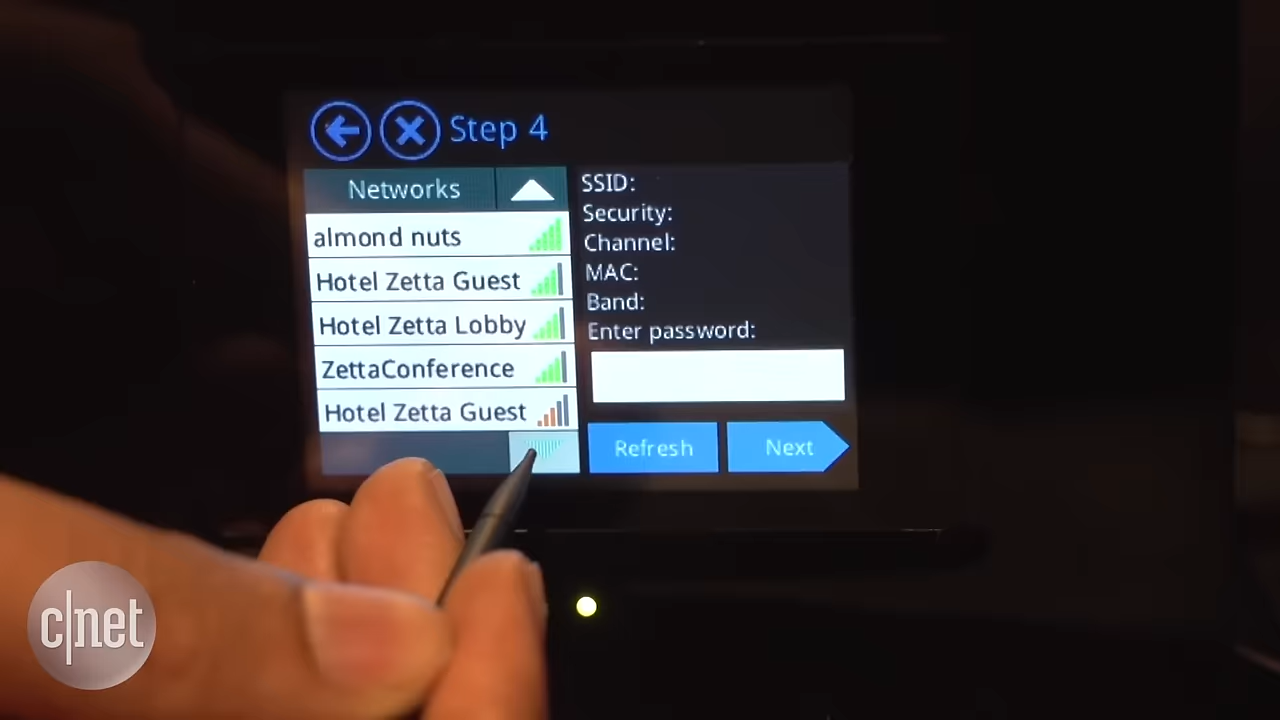 Step 4
Networks
almond nuts
Hotel Zetta Guest
Hotel Zetta Lobby
ZettaConference
Hotel Zetta Guest
SSID:
Security:
Channel:
MAC:
Band:
Enter password:
Refresh
Next
c|net